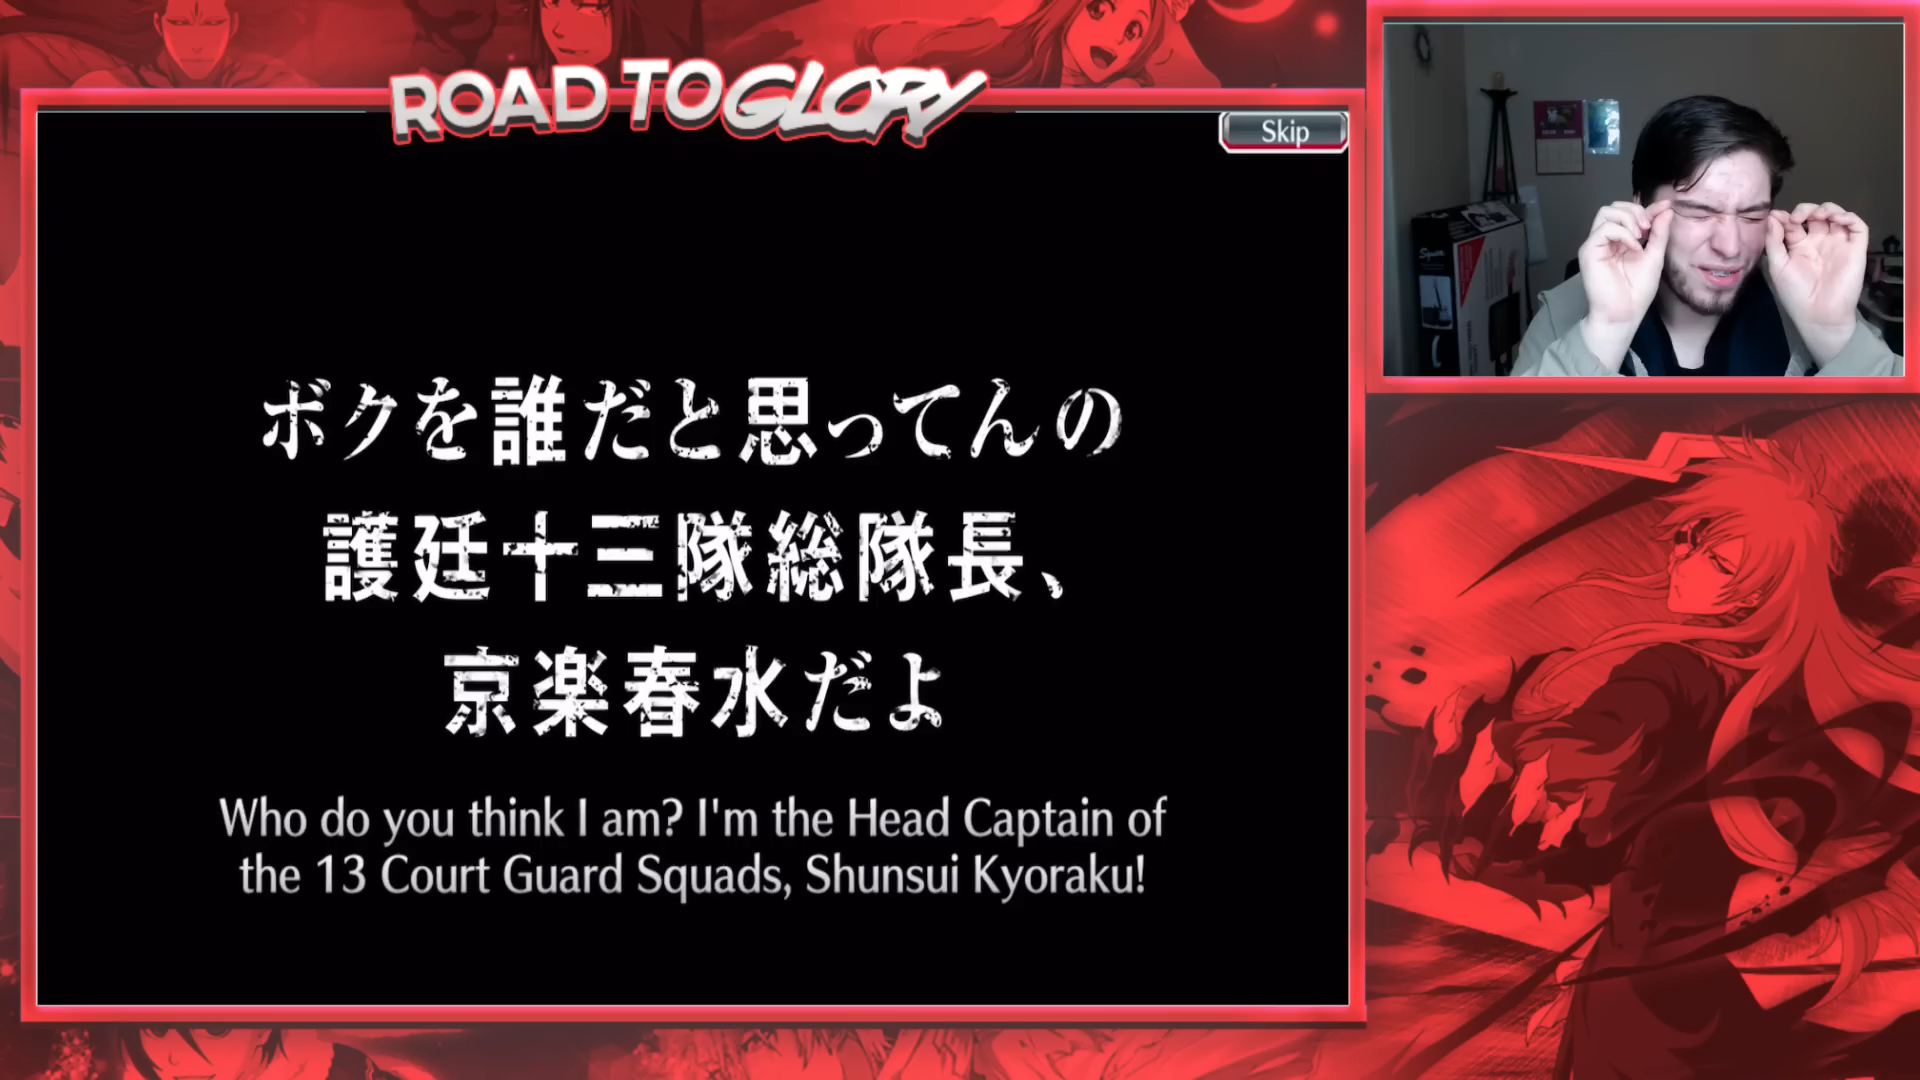 ROAD TO GLORY
Skip
ボクを誰だと思ってんの
護廷十三隊総隊長、
京楽春水だよ
Who do you think I am? I'm the Head Captain of
the 13 Court Guard Squads, Shunsui Kyoraku!
Squier